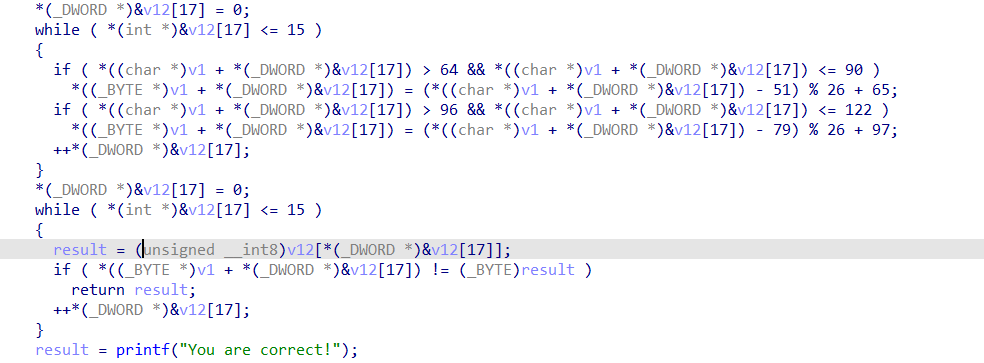 *(_DWORD *)&v12[17] = 0;
while ( *(int *)&v12[17] <= 15 )
{
if ( *((char *)v1 + *(_DWORD *)&v12[17]) > 64 && *((char *)v1 + *(_DWORD *)&v12[17]) <= 90 )
*((_BYTE *)v1 + *(_DWORD *)&v12[17]) = (*((char *)v1 + *(_DWORD *)&v12[17]) - 51) % 26 + 65;
if ( *((char *)v1 + *(_DWORD *)&v12[17]) > 96 && *((char *)v1 + *(_DWORD *)&v12[17]) <= 122 )
*((_BYTE *)v1 + *(_DWORD *)&v12[17]) = (*((char *)v1 + *(_DWORD *)&v12[17]) - 79) % 26 + 97;
++*(_DWORD *)&v12[17];
}
*(_DWORD *)&v12[17] = 0;
while ( *(int *)&v12[17] <= 15 )
{
result = (unsigned __int8)v12[*(_DWORD *)&v12[17]];
if ( *((_BYTE *)v1 + *(_DWORD *)&v12[17]) != (_BYTE)result )
return result;
++*(_DWORD *)&v12[17];
}
result = printf("You are correct!");